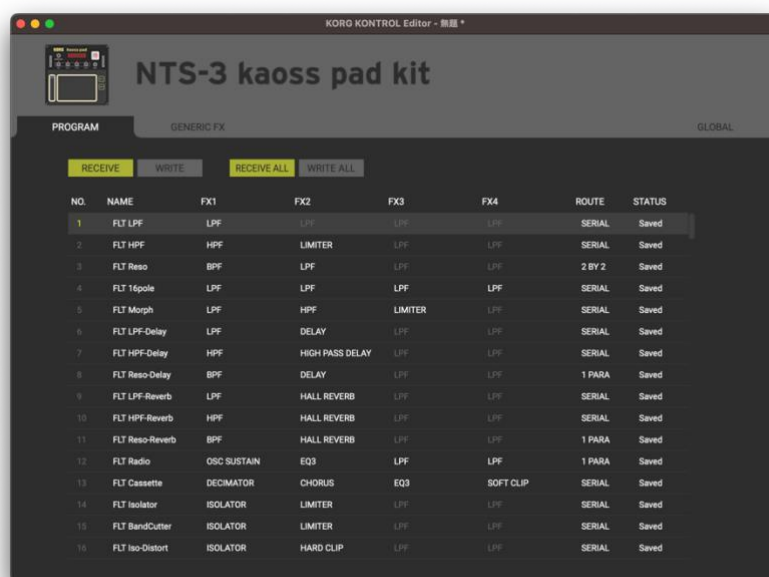 KORG KONTROL Editor - 無題 *
NTS-3 kaoss pad kit
PROGRAM GENERIC FX GLOBAL
RECEIVE WRITE RECEIVE ALL WRITE ALL
NO. NAME FX1 FX2 FX3 FX4 ROUTE STATUS
1 FLT LPF LPF LPF LPF LPF SERIAL Saved
2 FLT HPF HPF LIMITER LPF LPF SERIAL Saved
3 FLT Reso BPF LPF LPF LPF 2 BY 2 Saved
4 FLT 16pole LPF LPF LPF LPF SERIAL Saved
5 FLT Morph LPF HPF LIMITER LPF SERIAL Saved
6 FLT LPF-Delay LPF DELAY LPF LPF SERIAL Saved
7 FLT HPF-Delay HPF HIGH PASS DELAY LPF LPF SERIAL Saved
8 FLT Reso-Delay BPF DELAY LPF LPF 1 PARA Saved
9 FLT LPF-Reverb LPF HALL REVERB LPF LPF SERIAL Saved
10 FLT HPF-Reverb HPF HALL REVERB LPF LPF SERIAL Saved
11 FLT Reso-Reverb BPF HALL REVERB LPF LPF 1 PARA Saved
12 FLT Radio OSC SUSTAIN EQ3 LPF LPF 1 PARA Saved
13 FLT Cassette DECIMATOR CHORUS EQ3 SOFT CLIP SERIAL Saved
14 FLT Isolator ISOLATOR LIMITER LPF LPF SERIAL Saved
15 FLT BandCutter ISOLATOR LIMITER LPF LPF SERIAL Saved
16 FLT Iso-Distort ISOLATOR HARD CLIP LPF LPF SERIAL Saved